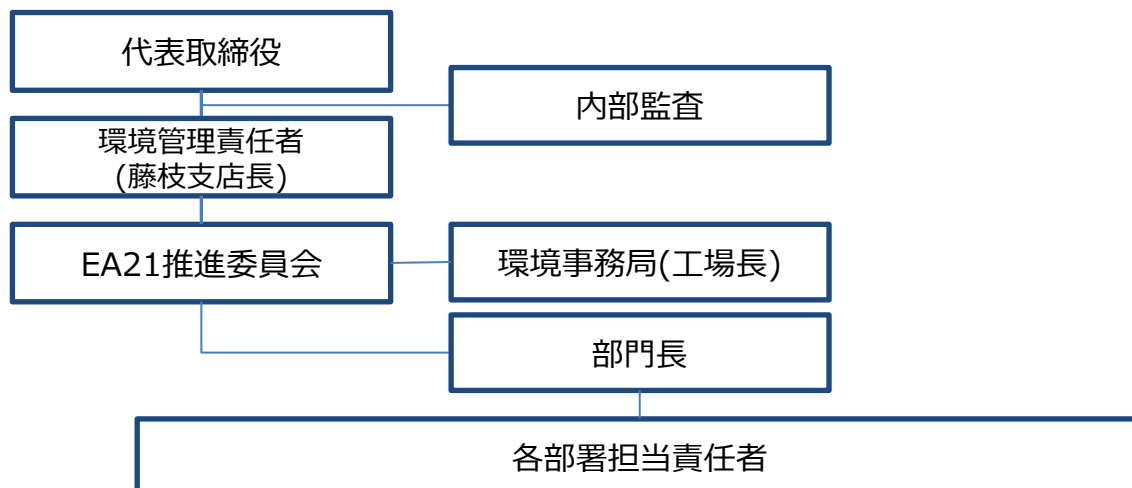 代表取締役
内部監査
環境管理責任者
(藤枝支店長)
EA21推進委員会
環境事務局(工場長)
部門長
各部署担当責任者